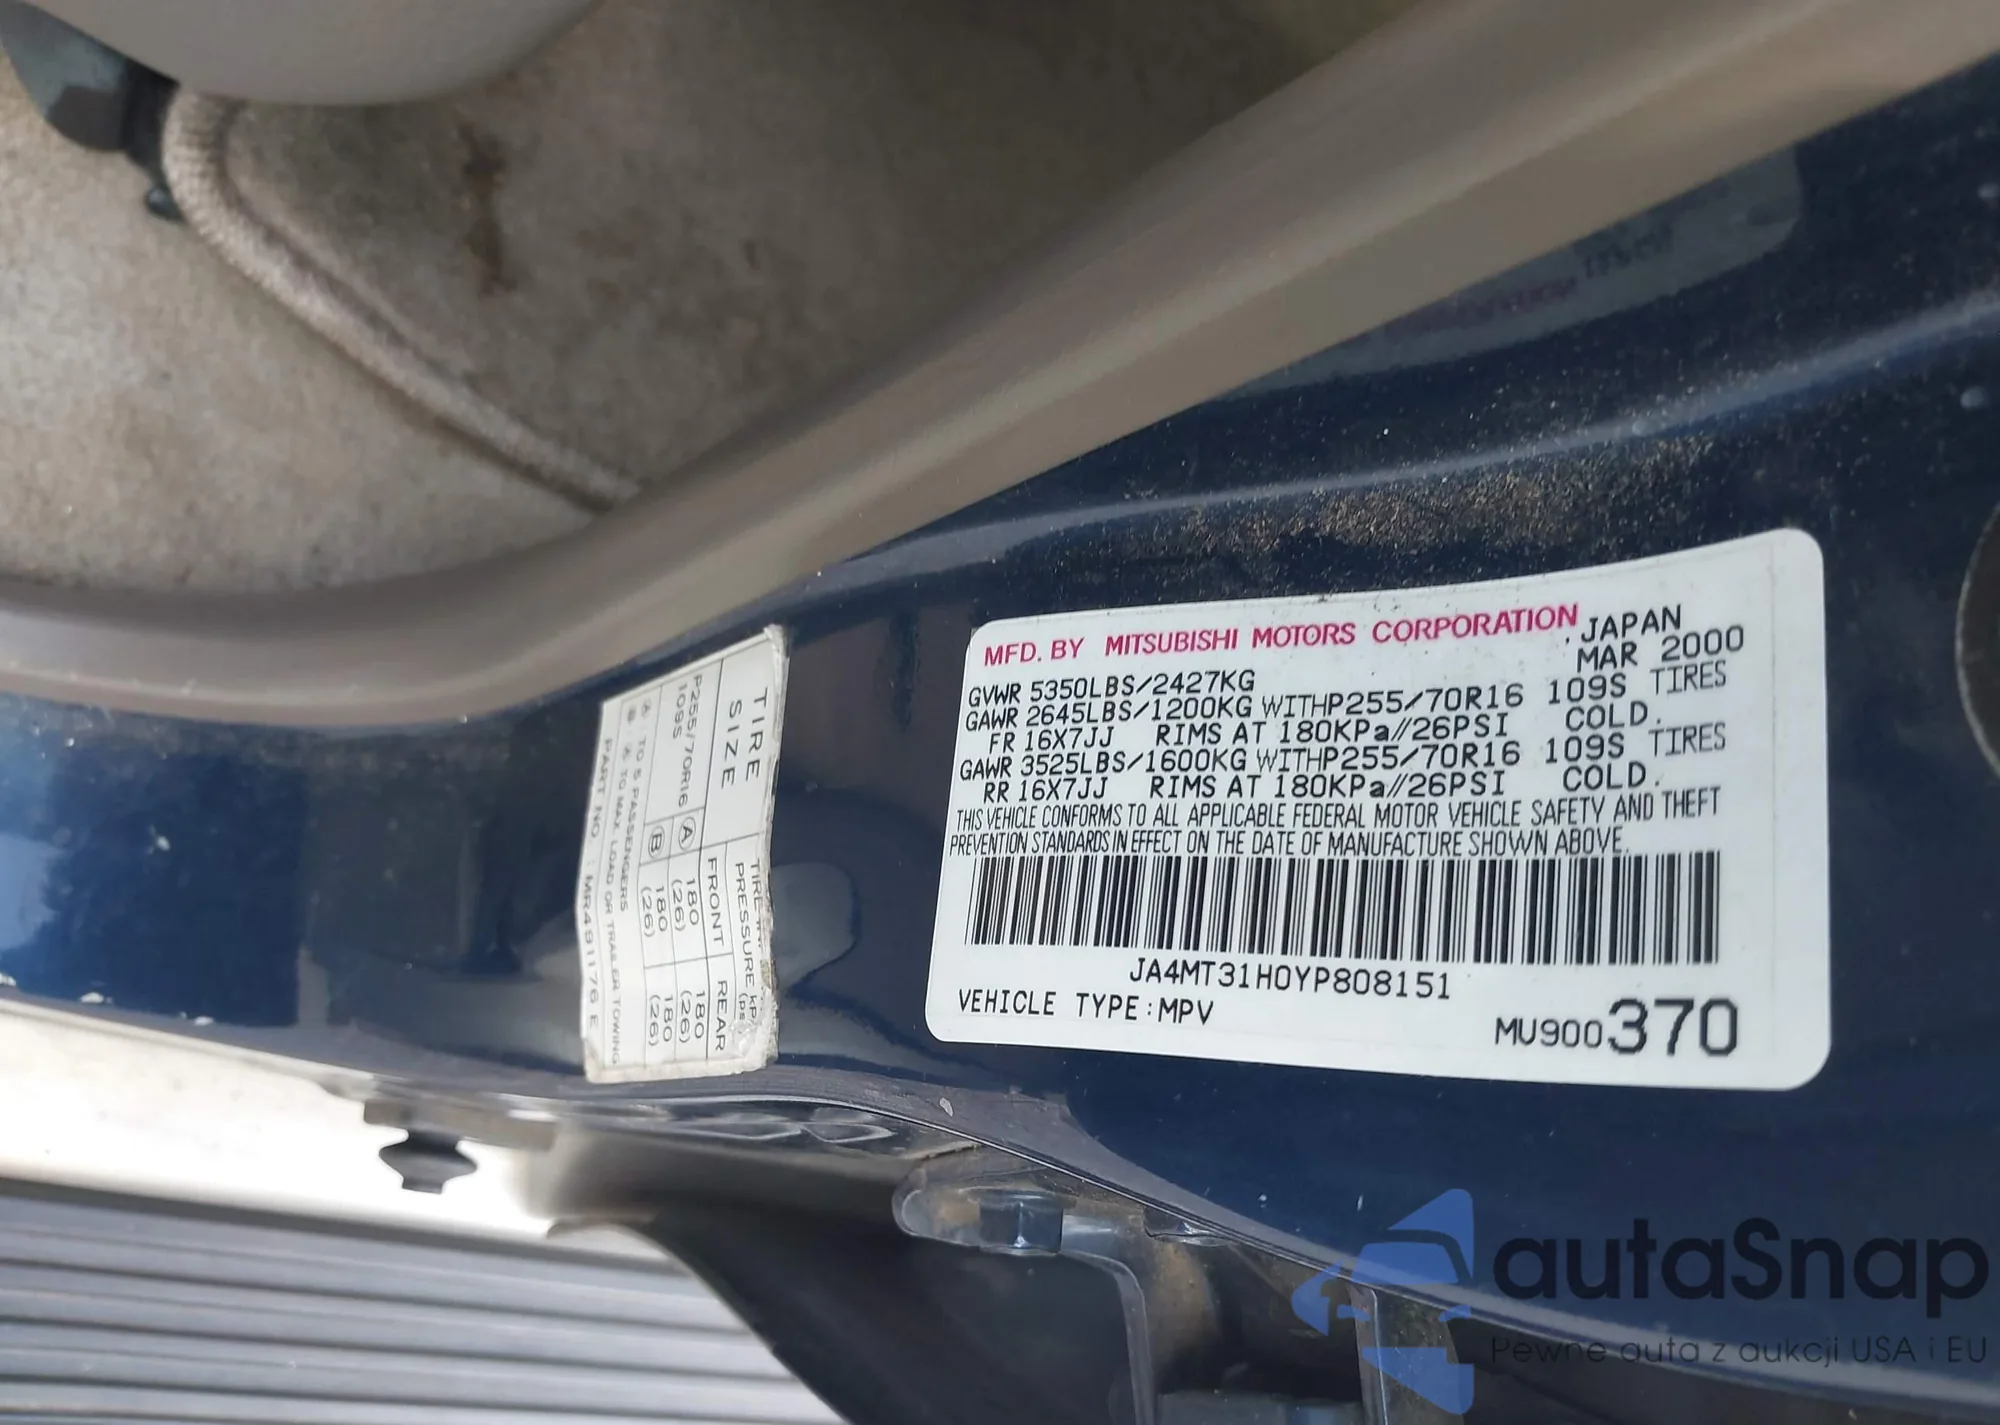 MFD. BY MITSUBISHI MOTORS CORPORATION JAPAN
MAR 2000
GVWR 5350LBS/2427KG
GAWR 2645LBS/1200KG WITHP255/70R16 109S TIRES
FR 16X7JJ RIMS AT 180KPa//26PSI COLD.
GAWR 3525LBS/1600KG WITHP255/70R16 109S TIRES
RR 16X7JJ RIMS AT 180KPa//26PSI COLD.
THIS VEHICLE CONFORMS TO ALL APPLICABLE FEDERAL MOTOR VEHICLE SAFETY AND THEFT
PREVENTION STANDARDS IN EFFECT ON THE DATE OF MANUFACTURE SHOWN ABOVE.
JA4MT31H0YP808151
VEHICLE TYPE:MPV
MU900370
TIRE SIZE
TIRE PRESSURE kPa
FRONT REAR
P255/70R16 109S
A 180 (26) 180 (26)
B 180 (26) 180 (26)
A TO 5 PASSENGERS
TO MAX. LOAD OR TRAILER TOWING
PART NO. : MR491176 E
autaSnap
Pewne auta z aukcji USA i EU